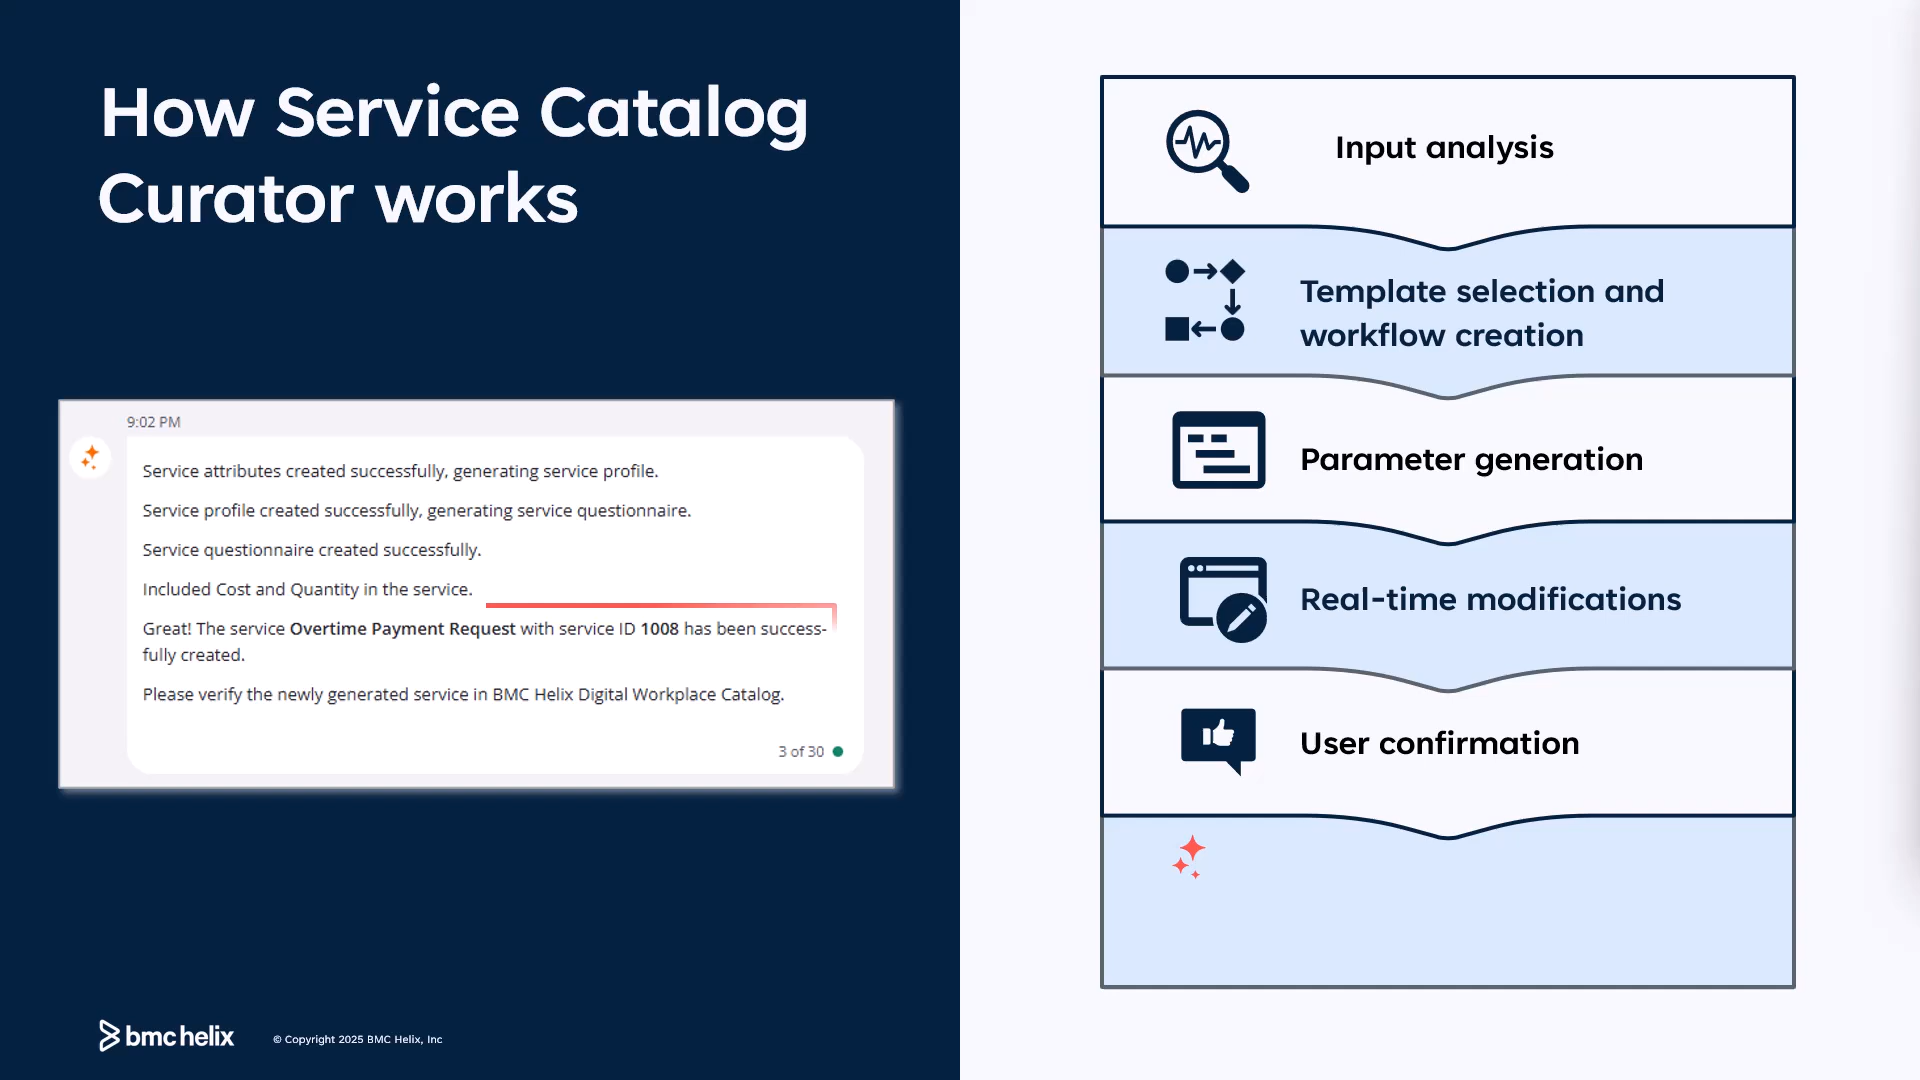 How Service Catalog
Curator works
9:02 PM
Service attributes created successfully, generating service profile.
Service profile created successfully, generating service questionnaire.
Service questionnaire created successfully.
Included Cost and Quantity in the service.
Great! The service Overtime Payment Request with service ID 1008 has been success-
fully created.
Please verify the newly generated service in BMC Helix Digital Workplace Catalog.
3 of 30
bmc helix
© Copyright 2025 BMC Helix, Inc
Input analysis
Template selection and
workflow creation
Parameter generation
Real-time modifications
User confirmation